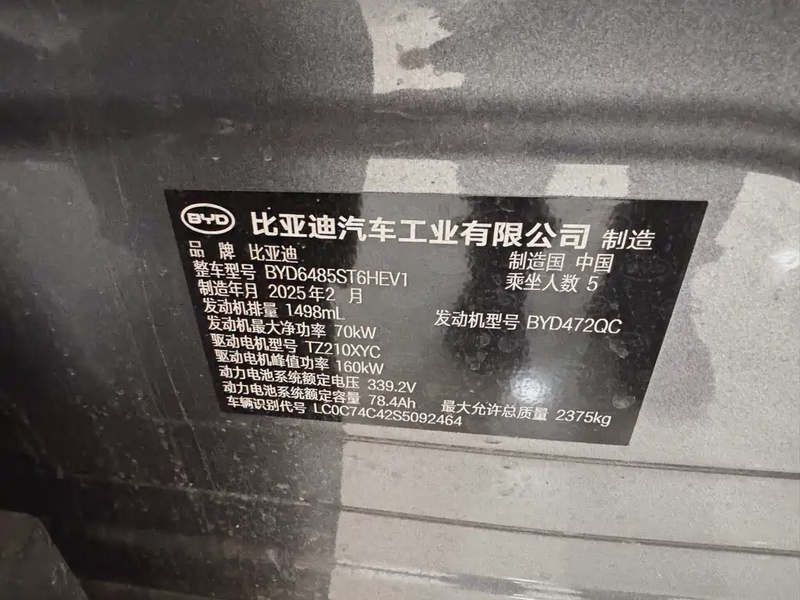 BYD 比亚迪汽车工业有限公司 制造
品 牌 比亚迪 制造国 中国
整车型号 BYD6485ST6HEV1 乘坐人数 5
制造年月 2025年2 月
发动机排量 1498mL 发动机型号 BYD472QC
发动机最大净功率 70kW
驱动电机型号 TZ210XYC
驱动电机峰值功率 160kW
动力电池系统额定电压 339.2V
动力电池系统额定容量 78.4Ah 最大允许总质量 2375kg
车辆识别代号 LC0C74C42S5092464